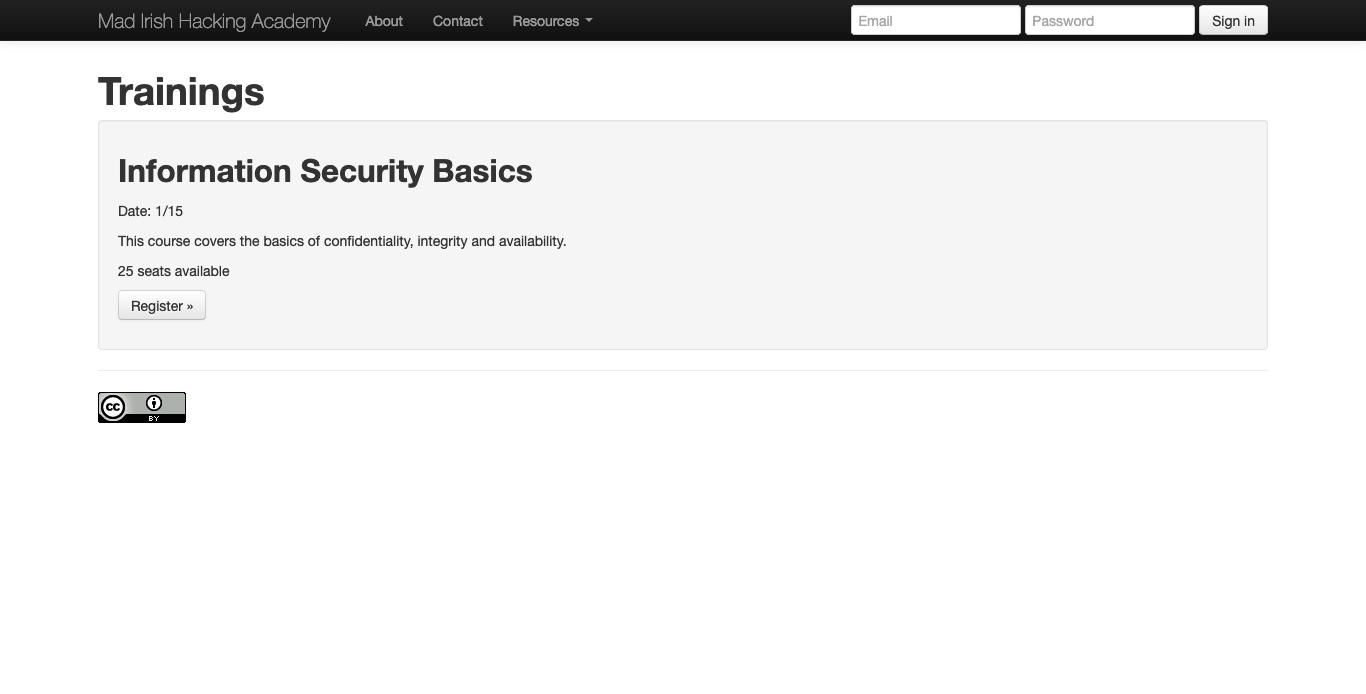 Mad Irish Hacking Academy About Contact Resources Email Password Sign in
Trainings
Information Security Basics
Date: 1/15
This course covers the basics of confidentiality, integrity and availability.
25 seats available
Register »
cc
BY